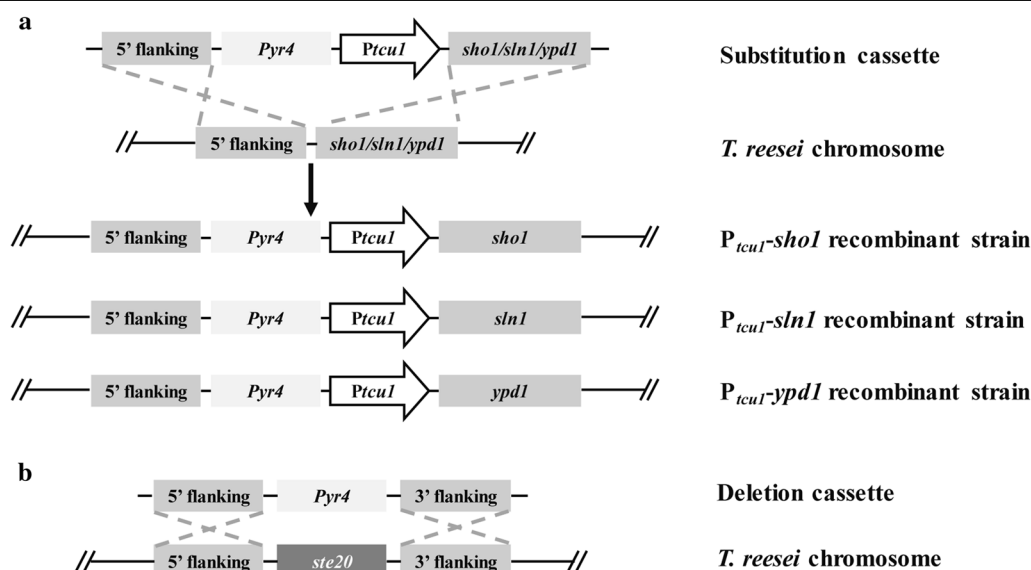 a
5' flanking Pyr4 Ptcu1 sho1/sln1/ypd1 Substitution cassette
5' flanking sho1/sln1/ypd1 T. reesei chromosome
5' flanking Pyr4 Ptcu1 sho1 Ptcu1-sho1 recombinant strain
5' flanking Pyr4 Ptcu1 sln1 Ptcu1-sln1 recombinant strain
5' flanking Pyr4 Ptcu1 ypd1 Ptcu1-ypd1 recombinant strain
b
5' flanking Pyr4 3' flanking Deletion cassette
5' flanking ste20 3' flanking T. reesei chromosome